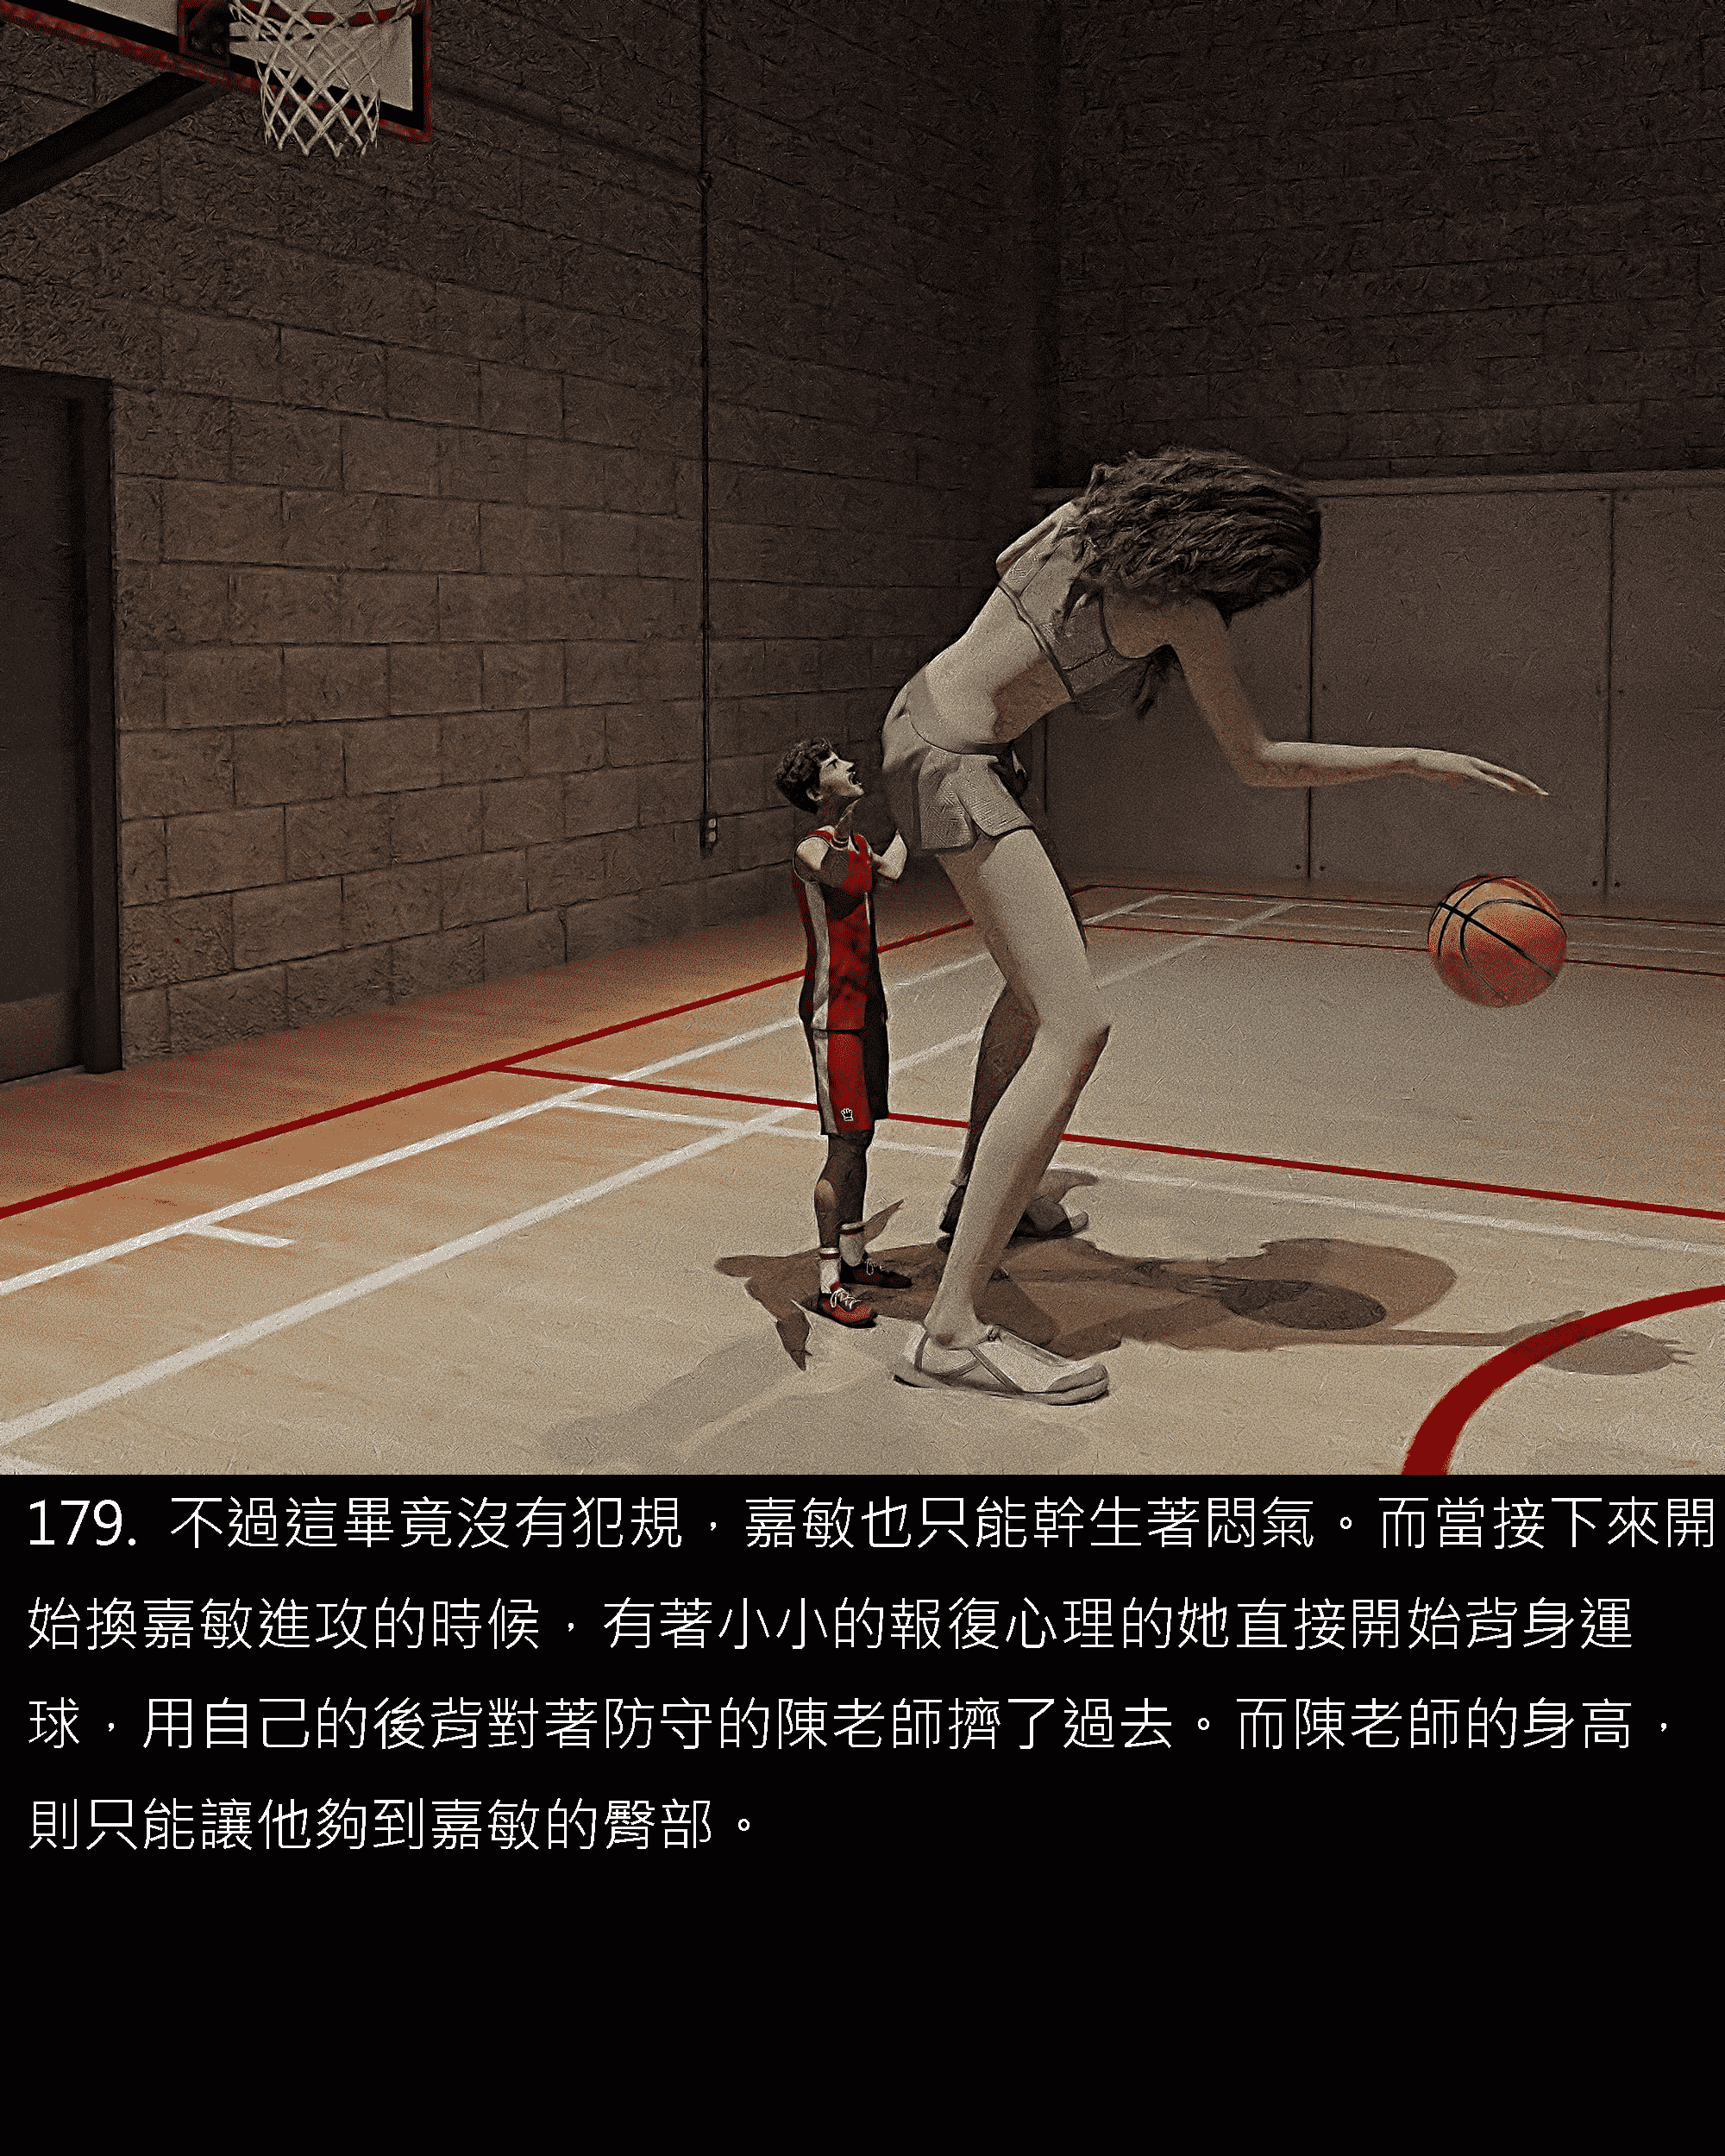 179. 不過這畢竟沒有犯規，嘉敏也只能幹生著悶氣。而當接下來開
始換嘉敏進攻的時候，有著小小的報復心理的她直接開始背身運
球，用自己的後背對著防守的陳老師擠了過去。而陳老師的身高，
則只能讓他夠到嘉敏的臀部。